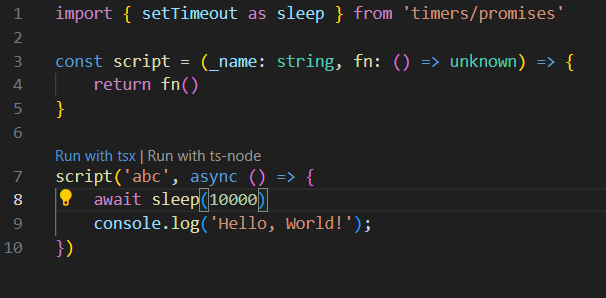 1 import { setTimeout as sleep } from 'timers/promises'
2
3 const script = (_name: string, fn: () => unknown) => {
4     return fn()
5 }
6
Run with tsx | Run with ts-node
7 script('abc', async () => {
8     await sleep(10000)
9     console.log('Hello, World!');
10 })